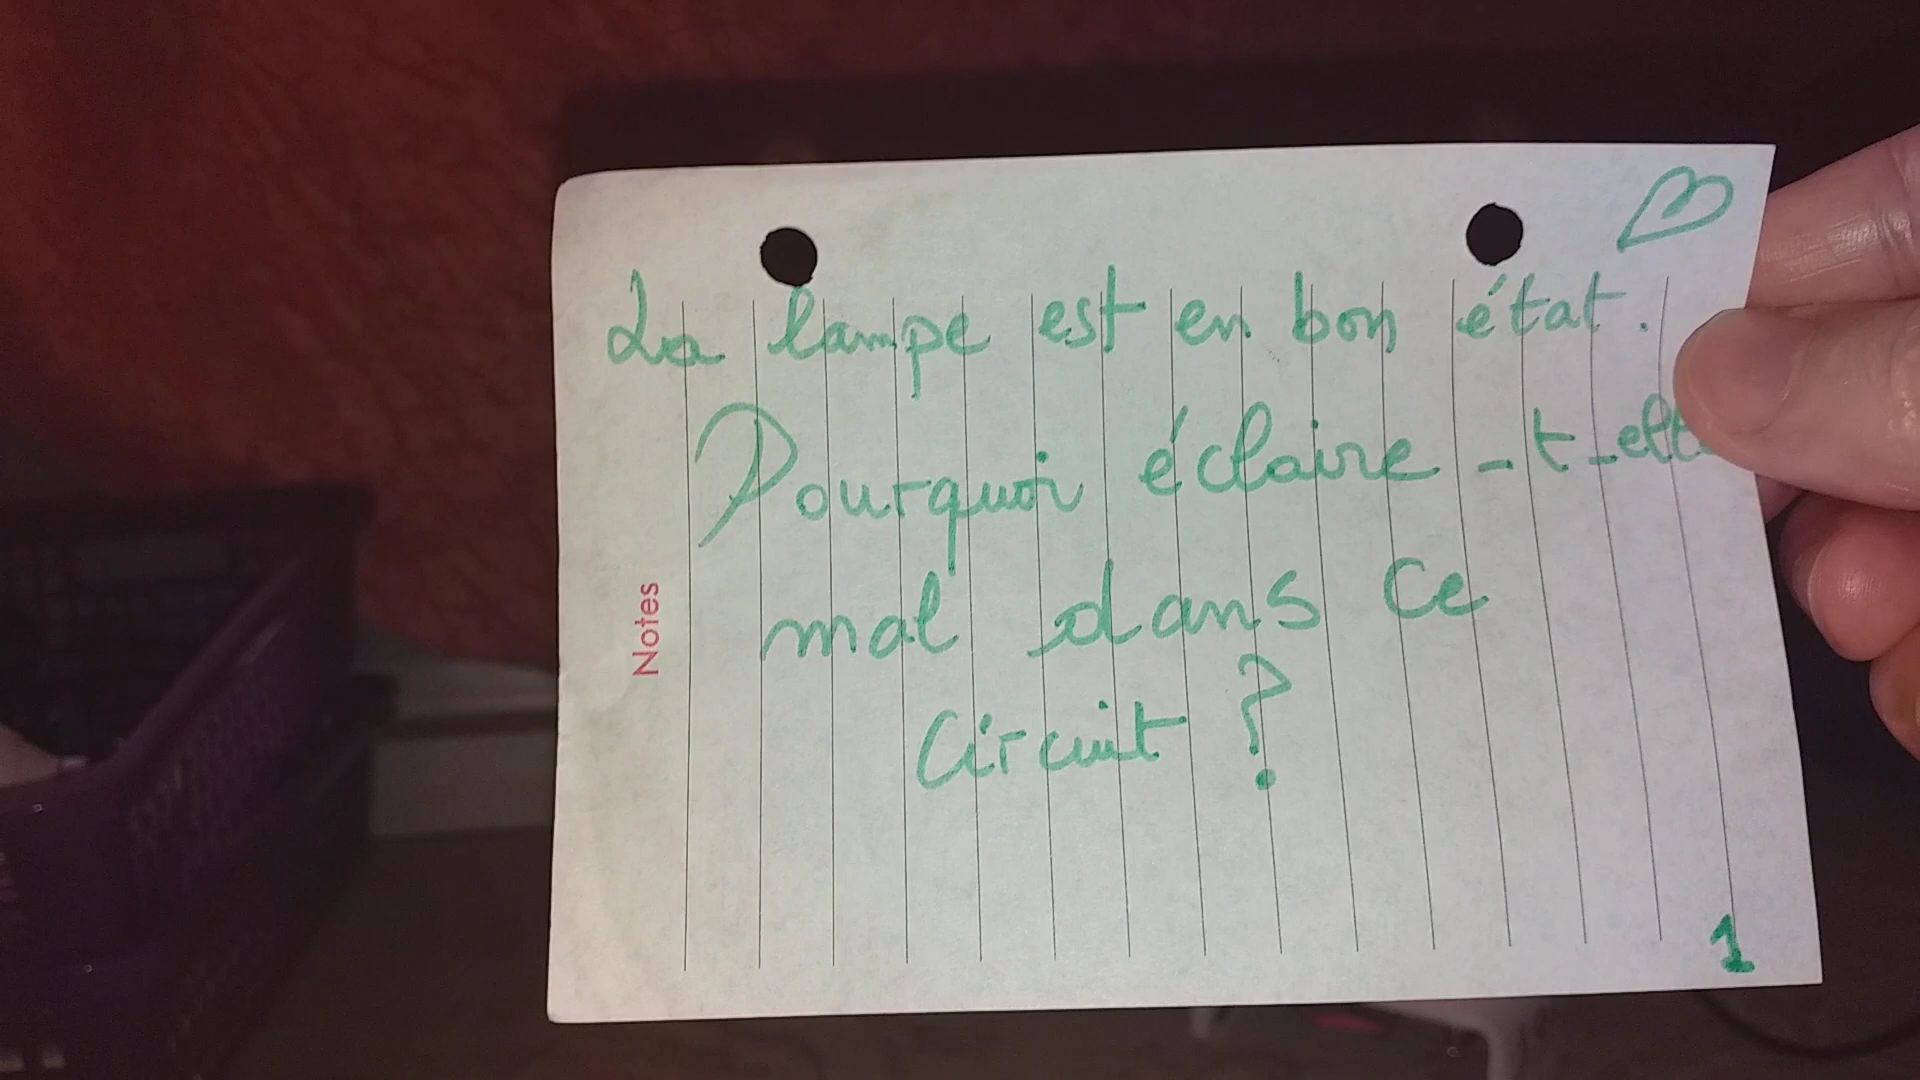 La lampe est en bon état.
Pourquoi éclaire-t-elle
mal dans ce
circuit ?
Notes
1